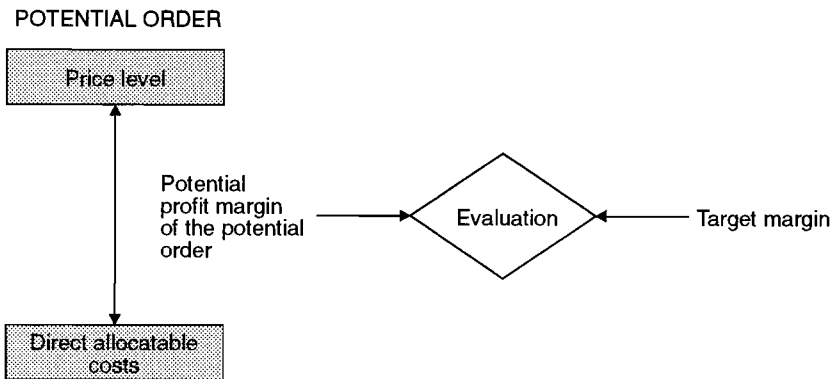 POTENTIAL ORDER
Price level
Potential
profit margin
of the potential
order
Evaluation
Target margin
Direct allocatable
costs